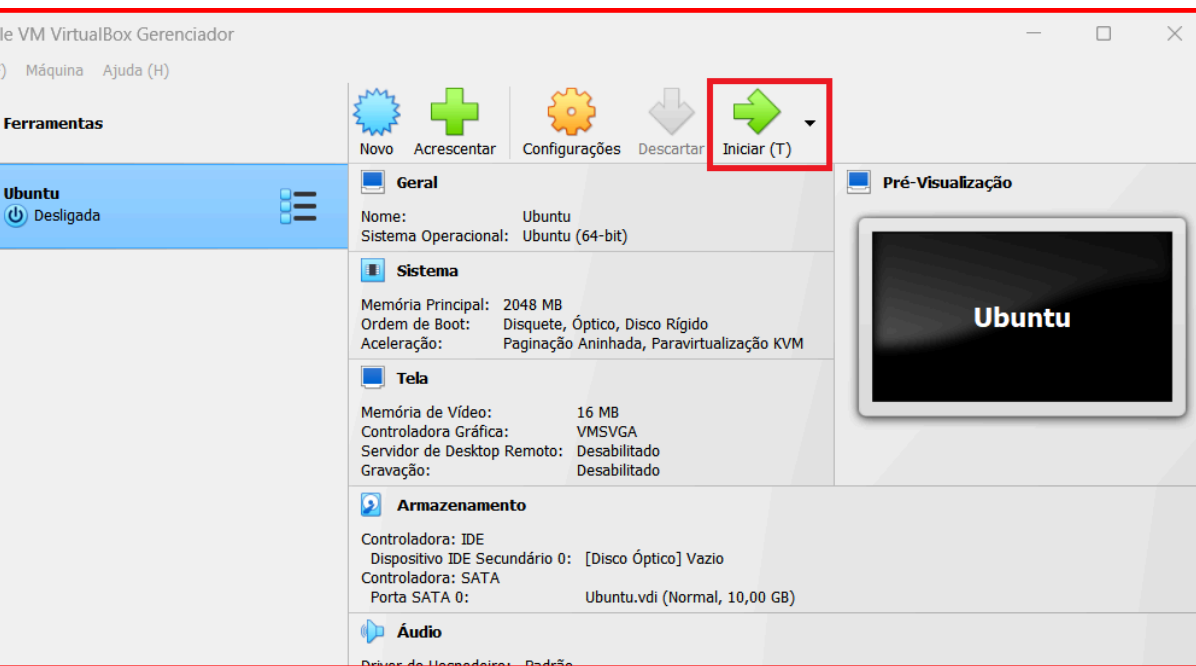 le VM VirtualBox Gerenciador
) Máquina Ajuda (H)
Ferramentas
Novo Acrescentar Configurações Descartar Iniciar (T)
Ubuntu
Desligada
Geral
Nome: Ubuntu
Sistema Operacional: Ubuntu (64-bit)
Sistema
Memória Principal: 2048 MB
Ordem de Boot: Disquete, Óptico, Disco Rígido
Aceleração: Paginação Aninhada, Paravirtualização KVM
Tela
Memória de Vídeo: 16 MB
Controladora Gráfica: VMSVGA
Servidor de Desktop Remoto: Desabilitado
Gravação: Desabilitado
Pré-Visualização
Ubuntu
Armazenamento
Controladora: IDE
Dispositivo IDE Secundário 0: [Disco Óptico] Vazio
Controladora: SATA
Porta SATA 0: Ubuntu.vdi (Normal, 10,00 GB)
Áudio
Driver do Hospedeiro: Padrão